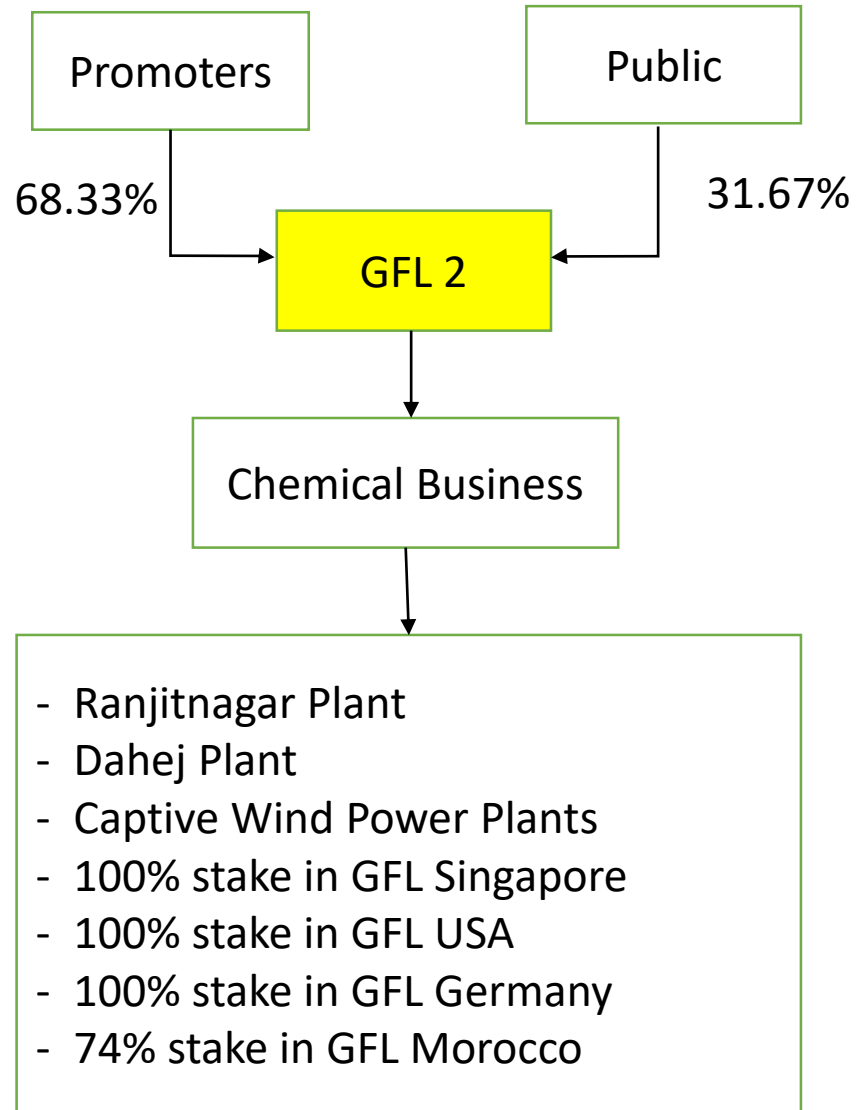 Promoters
Public
68.33%
31.67%
GFL 2
Chemical Business
- Ranjitnagar Plant
- Dahej Plant
- Captive Wind Power Plants
- 100% stake in GFL Singapore
- 100% stake in GFL USA
- 100% stake in GFL Germany
- 74% stake in GFL Morocco